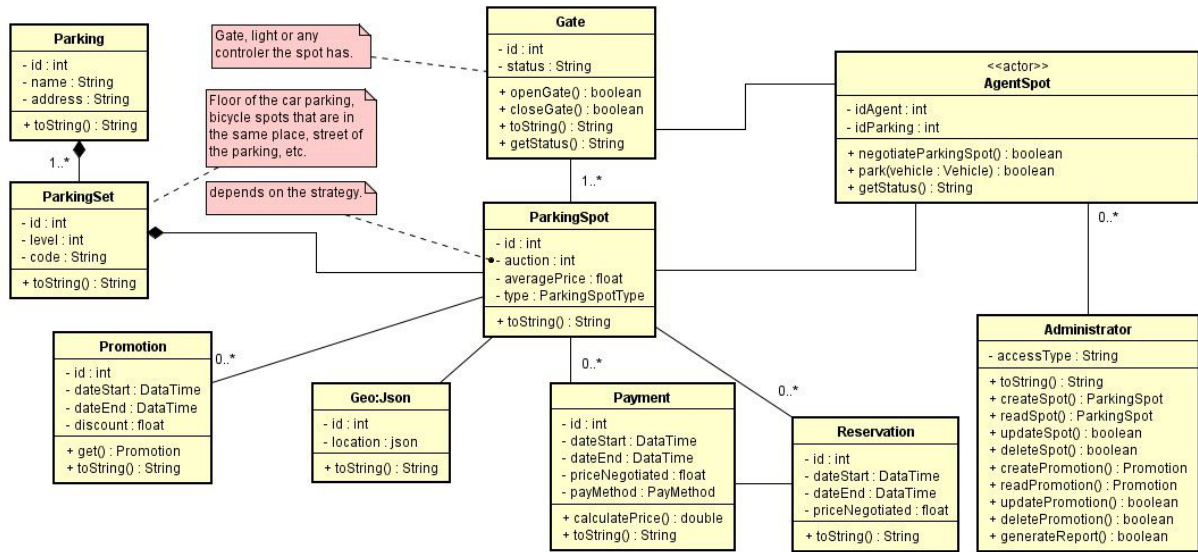 Parking
- id : int
- name : String
- address : String
+ toString() : String
1..*
ParkingSet
- id : int
- level : int
- code : String
+ toString() : String
Gate, light or any
controler the spot has.
Floor of the car parking,
bicycle spots that are in
the same place, street of
the parking, etc.
depends on the strategy.
Gate
- id : int
- status : String
+ openGate() : boolean
+ closeGate() : boolean
+ toString() : String
+ getStatus() : String
1..*
<<actor>>
AgentSpot
- idAgent : int
- idParking : int
+ negotiateParkingSpot() : boolean
+ park(vehicle : Vehicle) : boolean
+ getStatus() : String
0..*
ParkingSpot
- id : int
- auction : int
- averagePrice : float
- type : ParkingSpotType
+ toString() : String
Promotion
- id : int
- dateStart : DataTime
- dateEnd : DataTime
- discount : float
+ get() : Promotion
+ toString() : String
0..*
Geo:Json
- id : int
- location : json
+ toString() : String
0..*
Payment
- id : int
- dateStart : DataTime
- dateEnd : DataTime
- priceNegotiated : float
- payMethod : PayMethod
+ calculatePrice() : double
+ toString() : String
0..*
Reservation
- id : int
- dateStart : DataTime
- dateEnd : DataTime
- priceNegotiated : float
+ toString() : String
Administrator
- accessType : String
+ toString() : String
+ createSpot() : ParkingSpot
+ readSpot() : ParkingSpot
+ updateSpot() : boolean
+ deleteSpot() : boolean
+ createPromotion() : Promotion
+ readPromotion() : Promotion
+ updatePromotion() : boolean
+ deletePromotion() : boolean
+ generateReport() : boolean